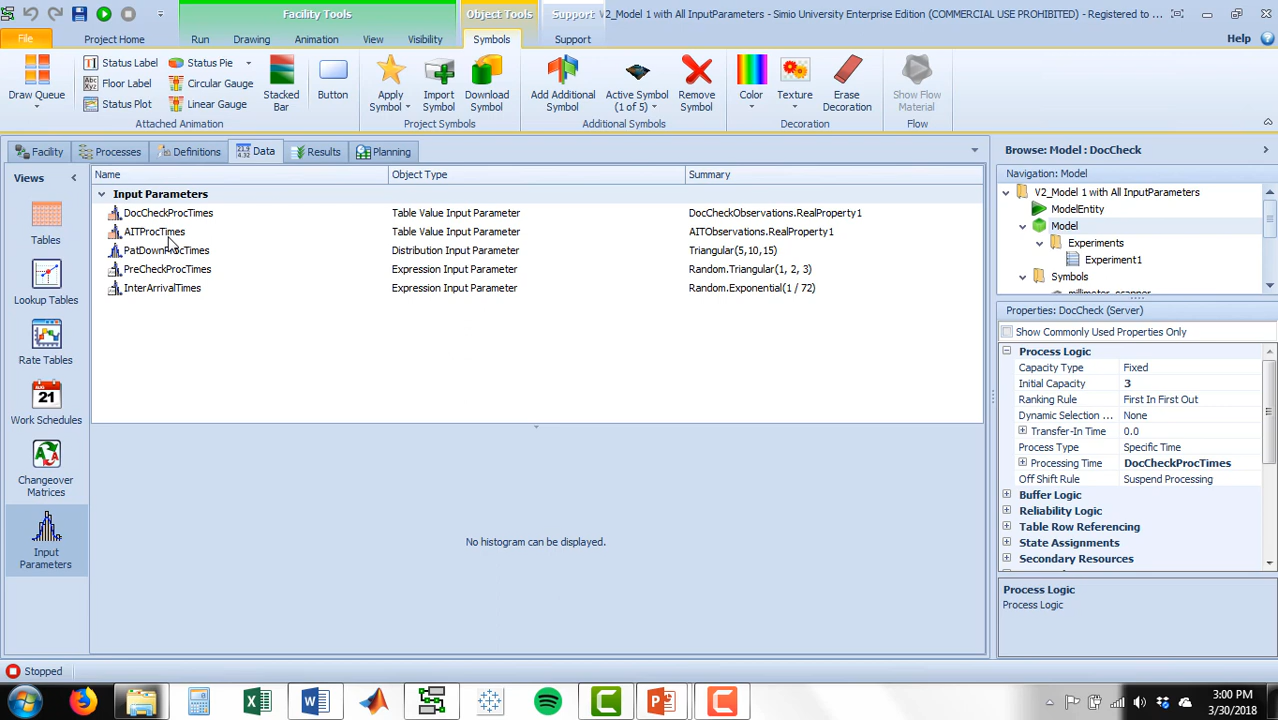 Facility Tools
Object Tools
Support
V2_Model 1 with All InputParameters - Simio University Enterprise Edition (COMMERCIAL USE PROHIBITED) - Registered to ...
File
Project Home
Run
Drawing
Animation
View
Visibility
Symbols
Support
Help
Draw Queue
Status Label
Floor Label
Status Plot
Status Pie
Circular Gauge
Linear Gauge
Stacked Bar
Button
Apply Symbol
Import Symbol
Download Symbol
Add Additional Symbol
Active Symbol (1 of 5)
Remove Symbol
Color
Texture
Erase Decoration
Show Flow Material
Attached Animation
Project Symbols
Additional Symbols
Decoration
Flow
Facility
Processes
Definitions
Data
Results
Planning
Views
Tables
Lookup Tables
Rate Tables
AUG 21
Work Schedules
Changeover Matrices
Input Parameters
Name Object Type Summary
Input Parameters
DocCheckProcTimes Table Value Input Parameter DocCheckObservations.RealProperty1
AITProcTimes Table Value Input Parameter AITObservations.RealProperty1
PatDownProcTimes Distribution Input Parameter Triangular(5,10,15)
PreCheckProcTimes Expression Input Parameter Random.Triangular(1, 2, 3)
InterArrivalTimes Expression Input Parameter Random.Exponential(1 / 72)
No histogram can be displayed.
Browse: Model : DocCheck
Navigation: Model
V2_Model 1 with All InputParameters
ModelEntity
Model
Experiments
Experiment1
Symbols
Properties: DocCheck (Server)
Show Commonly Used Properties Only
Process Logic
Capacity Type Fixed
Initial Capacity 3
Ranking Rule First In First Out
Dynamic Selection ... None
Transfer-In Time 0.0
Process Type Specific Time
Processing Time DocCheckProcTimes
Off Shift Rule Suspend Processing
Buffer Logic
Reliability Logic
Table Row Referencing
State Assignments
Secondary Resources
Process Logic
Process Logic
Stopped
3:00 PM
3/30/2018